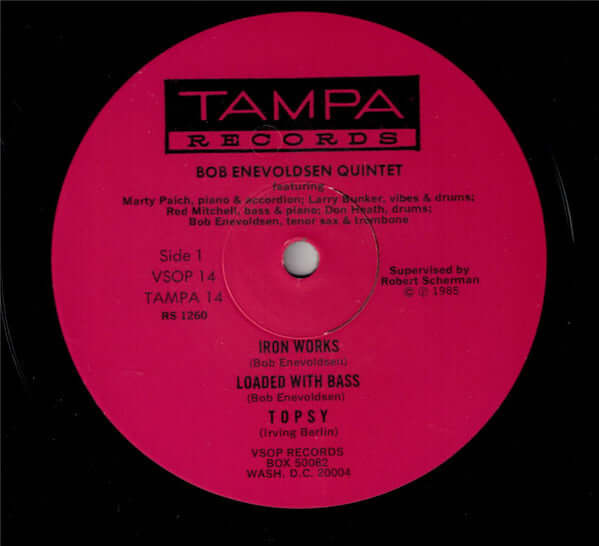 TAMPA
RECORDS
BOB ENEVOLDSEN QUINTET
featuring
Marty Paich, piano & accordion; Larry Bunker, vibes & drums;
Red Mitchell, bass & piano; Don Heath, drums;
Bob Enevoldsen, tenor sax & trombone
Side 1
VSOP 14
TAMPA 14
RS 1260
Supervised by
Robert Scherman
© ℗ 1985
IRON WORKS
(Bob Enevoldsen)
LOADED WITH BASS
(Bob Enevoldsen)
TOPSY
(Irving Berlin)
VSOP RECORDS
BOX 50082
WASH. D.C. 20004